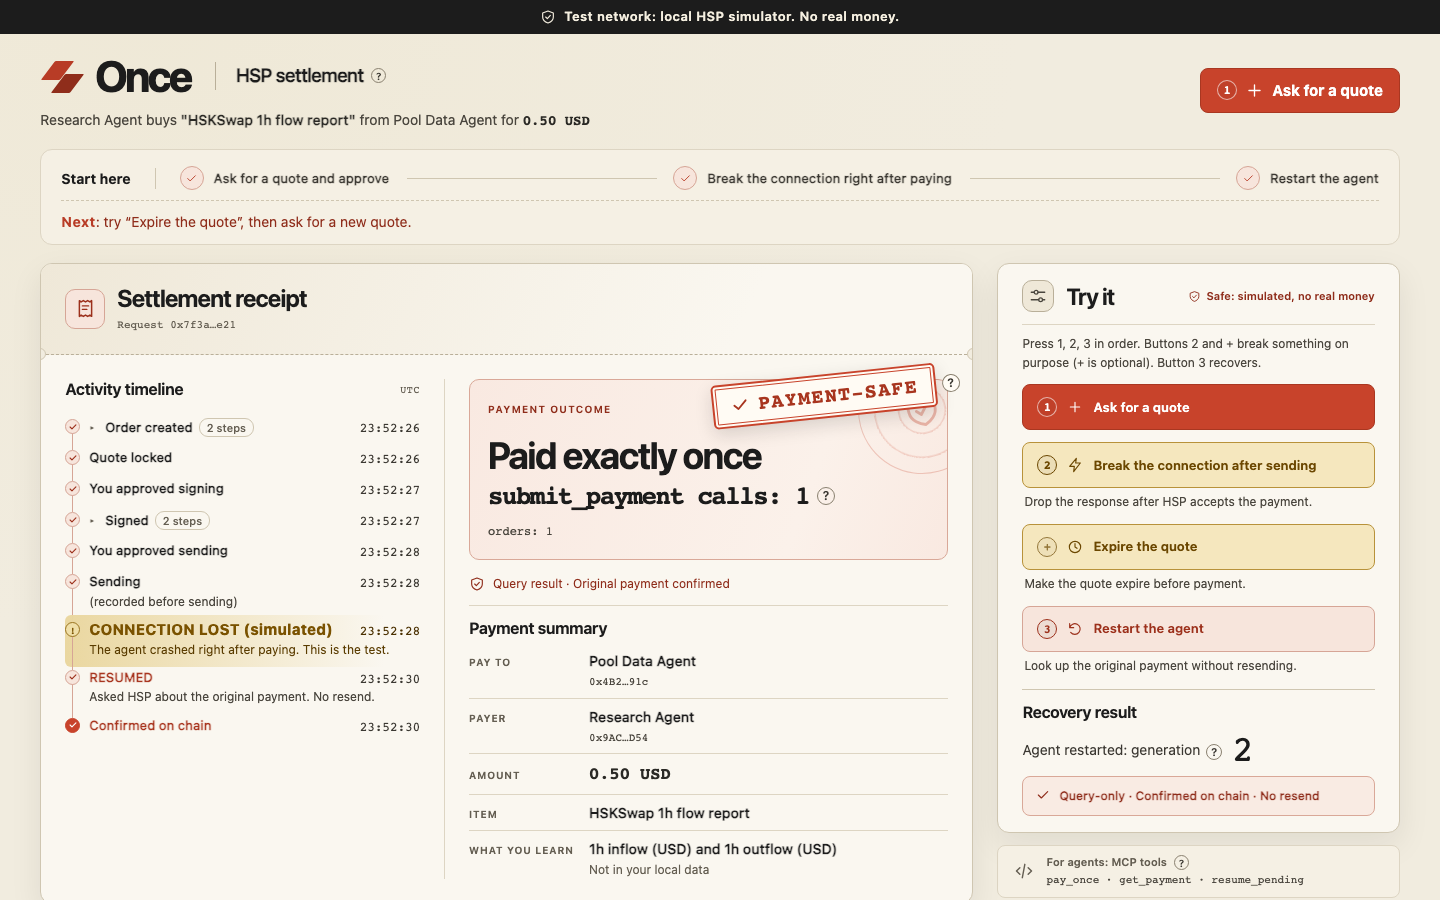 Test network: local HSP simulator. No real money.
Once
HSP settlement ?
Research Agent buys "HSKSwap 1h flow report" from Pool Data Agent for 0.50 USD
1 + Ask for a quote
Start here
Ask for a quote and approve
Break the connection right after paying
Restart the agent
Next: try “Expire the quote”, then ask for a new quote.
Settlement receipt
Request 0x7f3a…e21
Activity timeline UTC
Order created 2 steps 23:52:26
Quote locked 23:52:26
You approved signing 23:52:27
Signed 2 steps 23:52:27
You approved sending 23:52:28
Sending 23:52:28
(recorded before sending)
! CONNECTION LOST (simulated) 23:52:28
The agent crashed right after paying. This is the test.
RESUMED 23:52:30
Asked HSP about the original payment. No resend.
Confirmed on chain 23:52:30
PAYMENT-SAFE ?
PAYMENT OUTCOME
Paid exactly once
submit_payment calls: 1 ?
orders: 1
Query result · Original payment confirmed
Payment summary
PAY TO Pool Data Agent
0x4B2…91c
PAYER Research Agent
0x9AC…D54
AMOUNT 0.50 USD
ITEM HSKSwap 1h flow report
WHAT YOU LEARN 1h inflow (USD) and 1h outflow (USD)
Not in your local data
Try it
Safe: simulated, no real money
Press 1, 2, 3 in order. Buttons 2 and + break something on
purpose (+ is optional). Button 3 recovers.
1 + Ask for a quote
2 Break the connection after sending
Drop the response after HSP accepts the payment.
+ Expire the quote
Make the quote expire before payment.
3 Restart the agent
Look up the original payment without resending.
Recovery result
Agent restarted: generation ? 2
Query-only · Confirmed on chain · No resend
</> For agents: MCP tools ?
pay_once · get_payment · resume_pending